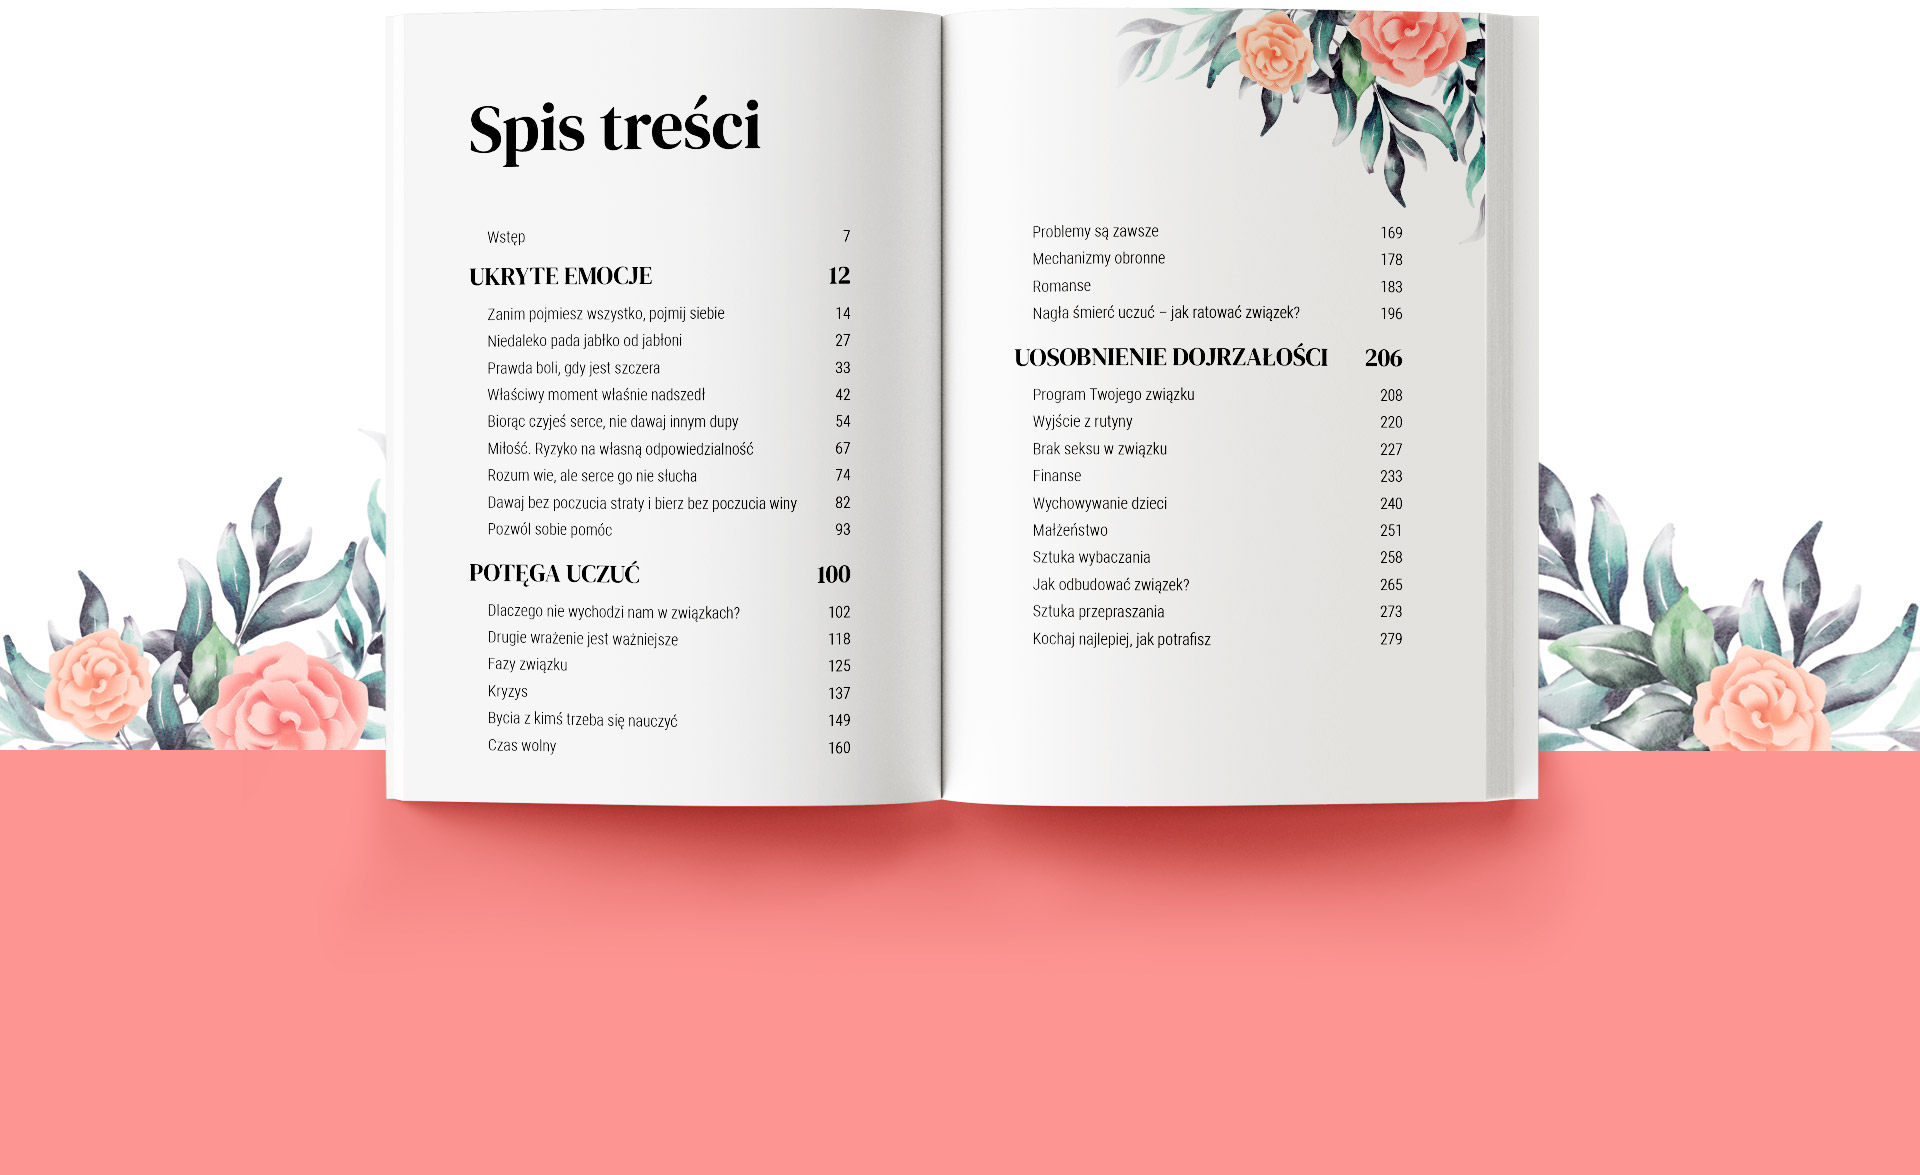 Spis treści
Wstęp 7
UKRYTE EMOCJE 12
Zanim pojmiesz wszystko, pojmij siebie 14
Niedaleko pada jabłko od jabłoni 27
Prawda boli, gdy jest szczera 33
Właściwy moment właśnie nadszedł 42
Biorąc czyjeś serce, nie dawaj innym dupy 54
Miłość. Ryzyko na własną odpowiedzialność 67
Rozum wie, ale serce go nie słucha 74
Dawaj bez poczucia straty i bierz bez poczucia winy 82
Pozwól sobie pomóc 93
POTĘGA UCZUĆ 100
Dlaczego nie wychodzi nam w związkach? 102
Drugie wrażenie jest ważniejsze 118
Fazy związku 125
Kryzys 137
Bycia z kimś trzeba się nauczyć 149
Czas wolny 160
Problemy są zawsze 169
Mechanizmy obronne 178
Romanse 183
Nagła śmierć uczuć – jak ratować związek? 196
UOSOBNIENIE DOJRZAŁOŚCI 206
Program Twojego związku 208
Wyjście z rutyny 220
Brak seksu w związku 227
Finanse 233
Wychowywanie dzieci 240
Małżeństwo 251
Sztuka wybaczania 258
Jak odbudować związek? 265
Sztuka przepraszania 273
Kochaj najlepiej, jak potrafisz 279